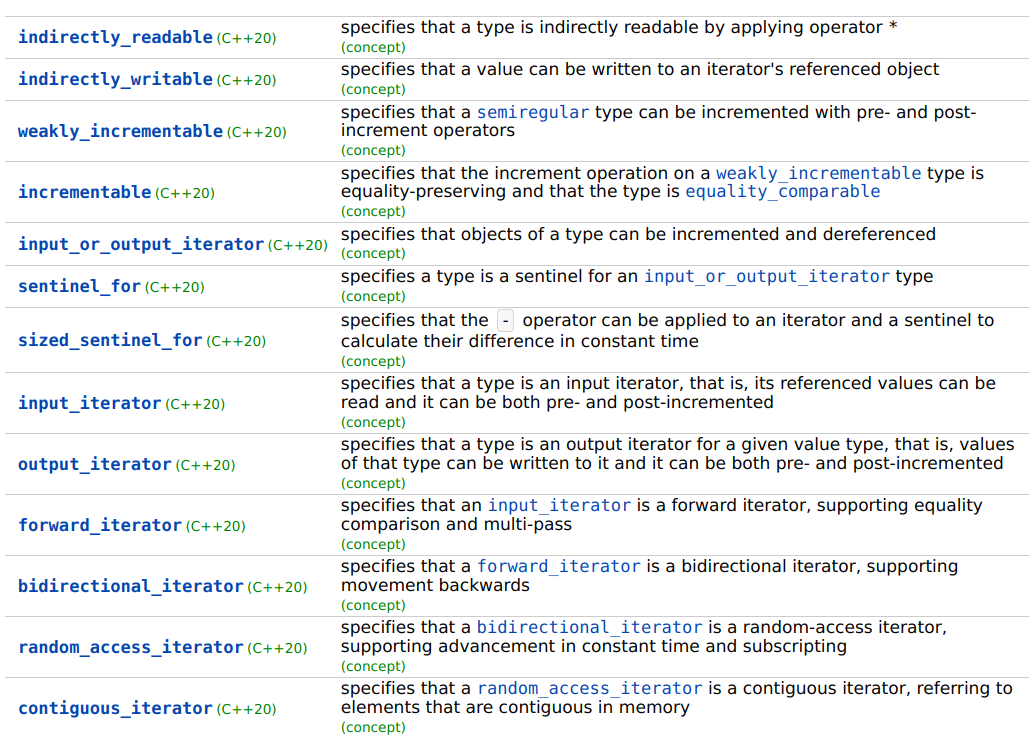 indirectly_readable (C++20)
specifies that a type is indirectly readable by applying operator *
(concept)
indirectly_writable (C++20)
specifies that a value can be written to an iterator's referenced object
(concept)
weakly_incrementable (C++20)
specifies that a semiregular type can be incremented with pre- and post-
increment operators
(concept)
incrementable (C++20)
specifies that the increment operation on a weakly_incrementable type is
equality-preserving and that the type is equality_comparable
(concept)
input_or_output_iterator (C++20)
specifies that objects of a type can be incremented and dereferenced
(concept)
sentinel_for (C++20)
specifies a type is a sentinel for an input_or_output_iterator type
(concept)
sized_sentinel_for (C++20)
specifies that the - operator can be applied to an iterator and a sentinel to
calculate their difference in constant time
(concept)
input_iterator (C++20)
specifies that a type is an input iterator, that is, its referenced values can be
read and it can be both pre- and post-incremented
(concept)
output_iterator (C++20)
specifies that a type is an output iterator for a given value type, that is, values
of that type can be written to it and it can be both pre- and post-incremented
(concept)
forward_iterator (C++20)
specifies that an input_iterator is a forward iterator, supporting equality
comparison and multi-pass
(concept)
bidirectional_iterator (C++20)
specifies that a forward_iterator is a bidirectional iterator, supporting
movement backwards
(concept)
random_access_iterator (C++20)
specifies that a bidirectional_iterator is a random-access iterator,
supporting advancement in constant time and subscripting
(concept)
contiguous_iterator (C++20)
specifies that a random_access_iterator is a contiguous iterator, referring to
elements that are contiguous in memory
(concept)